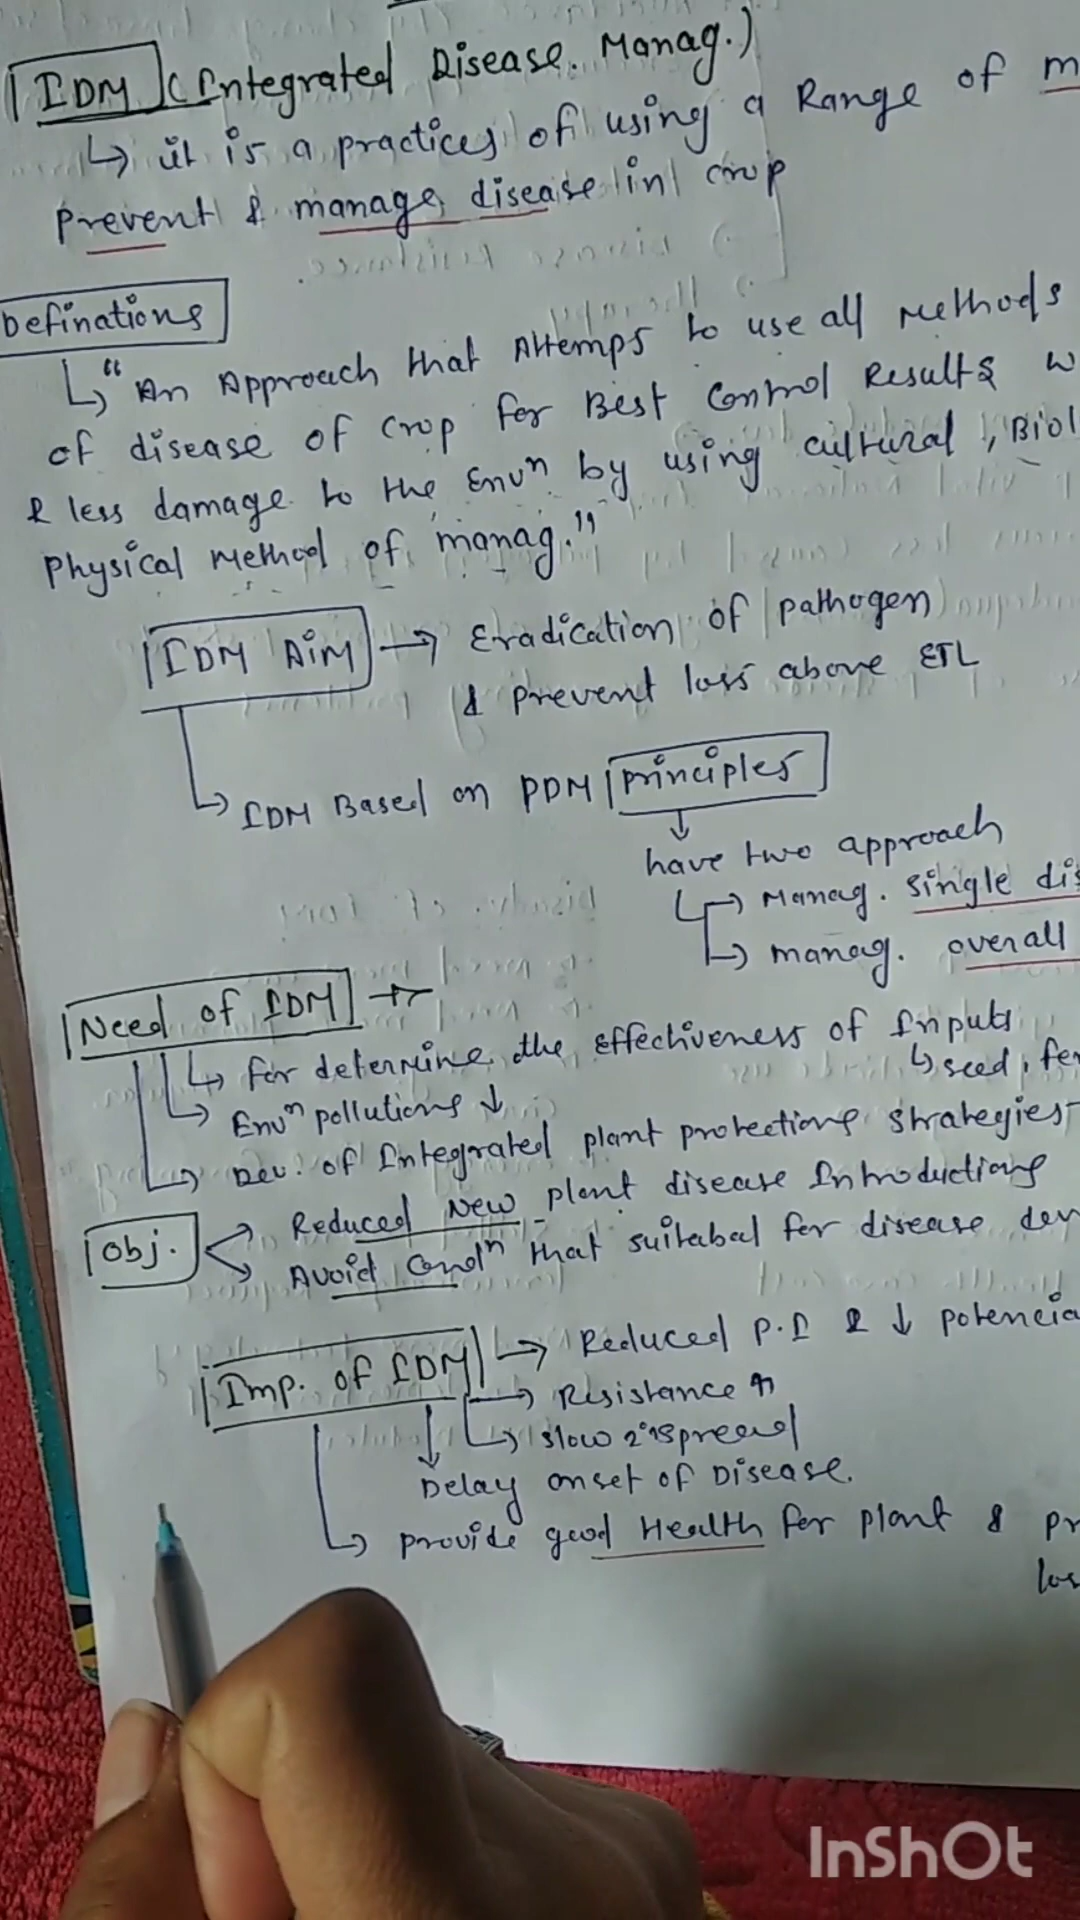 IDM (Integrated Disease. Manag.)
↳ it is a practices of using a Range of m
Prevent & manage disease in crop
Definations
↳ "An Approach that Attemps to use all Methods
of disease of crop for Best Control Results w
& less damage to the Envⁿ by using cultural, Biol
Physical Method of manag."
IDM AiM → Eradication of pathogen
& prevent loss above ETL
↳ IDM Based on PDM principles
↓
have two approach
→ Manag. single dis
→ manag. overall
Need of IDM →
↳ for determine the effectiveness of Inputs
↳ seed, fer
→ Envⁿ pollutions ↓
→ Dev. of Integrated plant protections strategies
Obj. → Reduced New plant disease Introductions
→ Avoid Condⁿ that suitabal for disease dev
Imp. of IDM → Reduced P.I & ↓ potencia
→ Resistance ↑
→ slow 2° spread
Delay onset of Disease.
→ provide good Health for plant & pr
los
InShOt